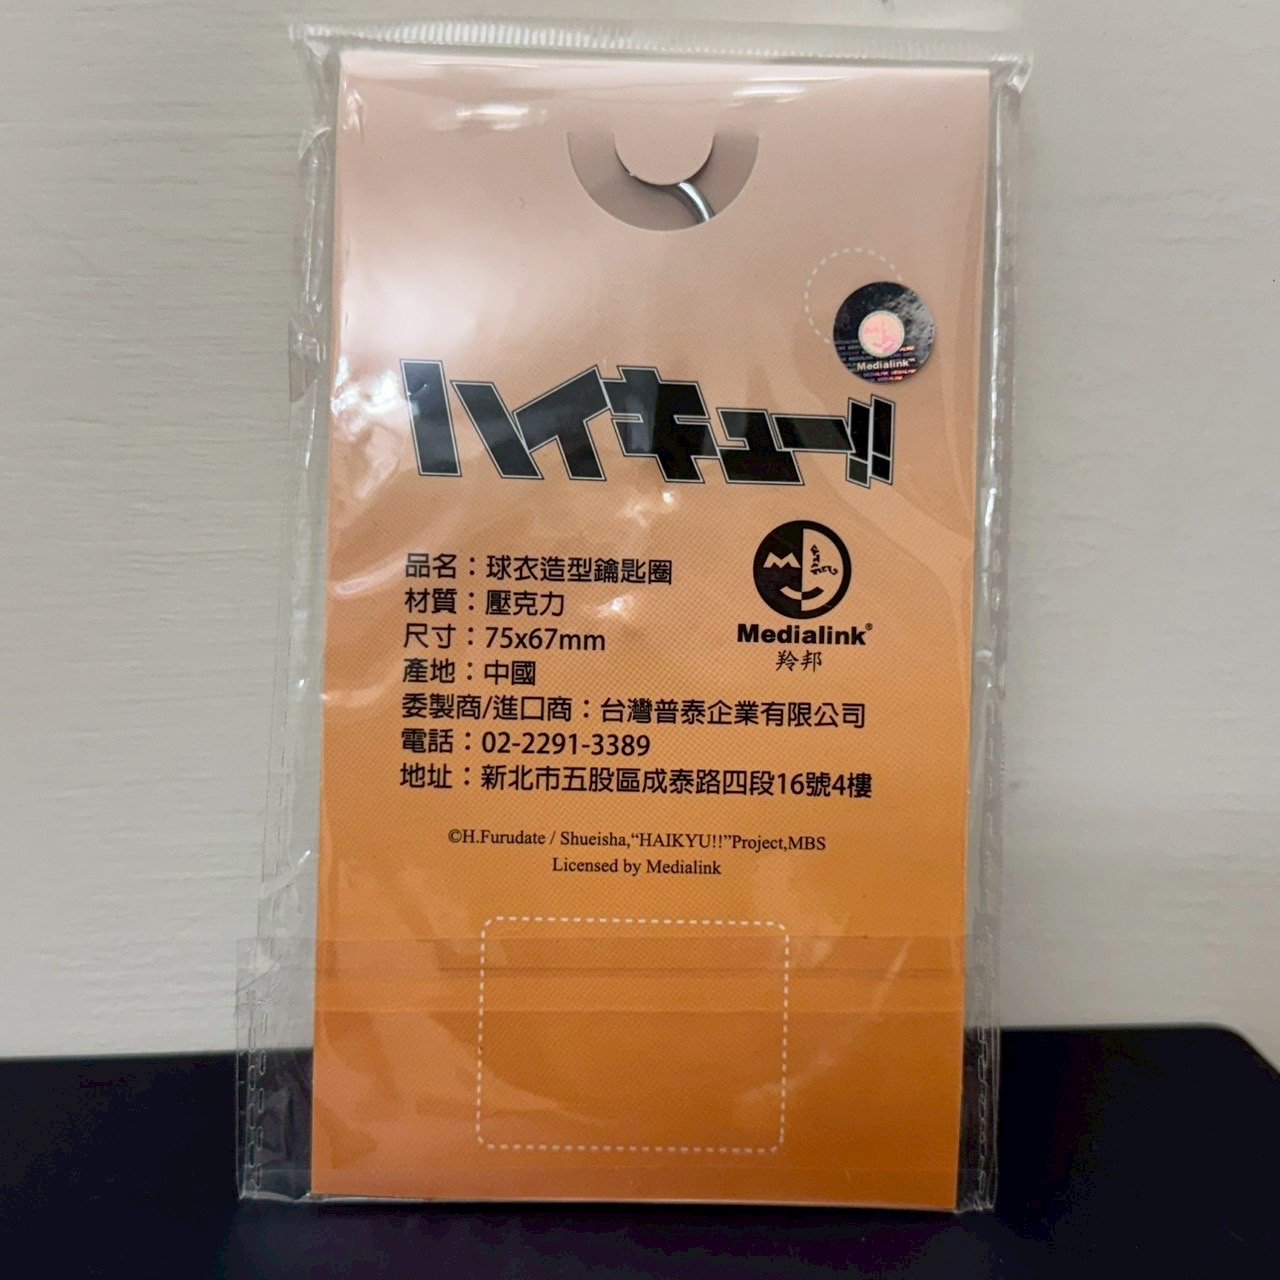 Medialink
ハイキュー!!
品名：球衣造型鑰匙圈
材質：壓克力
尺寸：75x67mm
產地：中國
委製商/進口商：台灣普泰企業有限公司
電話：02-2291-3389
地址：新北市五股區成泰路四段16號4樓
Medialink®
羚邦
©H.Furudate / Shueisha,“HAIKYU!!”Project,MBS
Licensed by Medialink